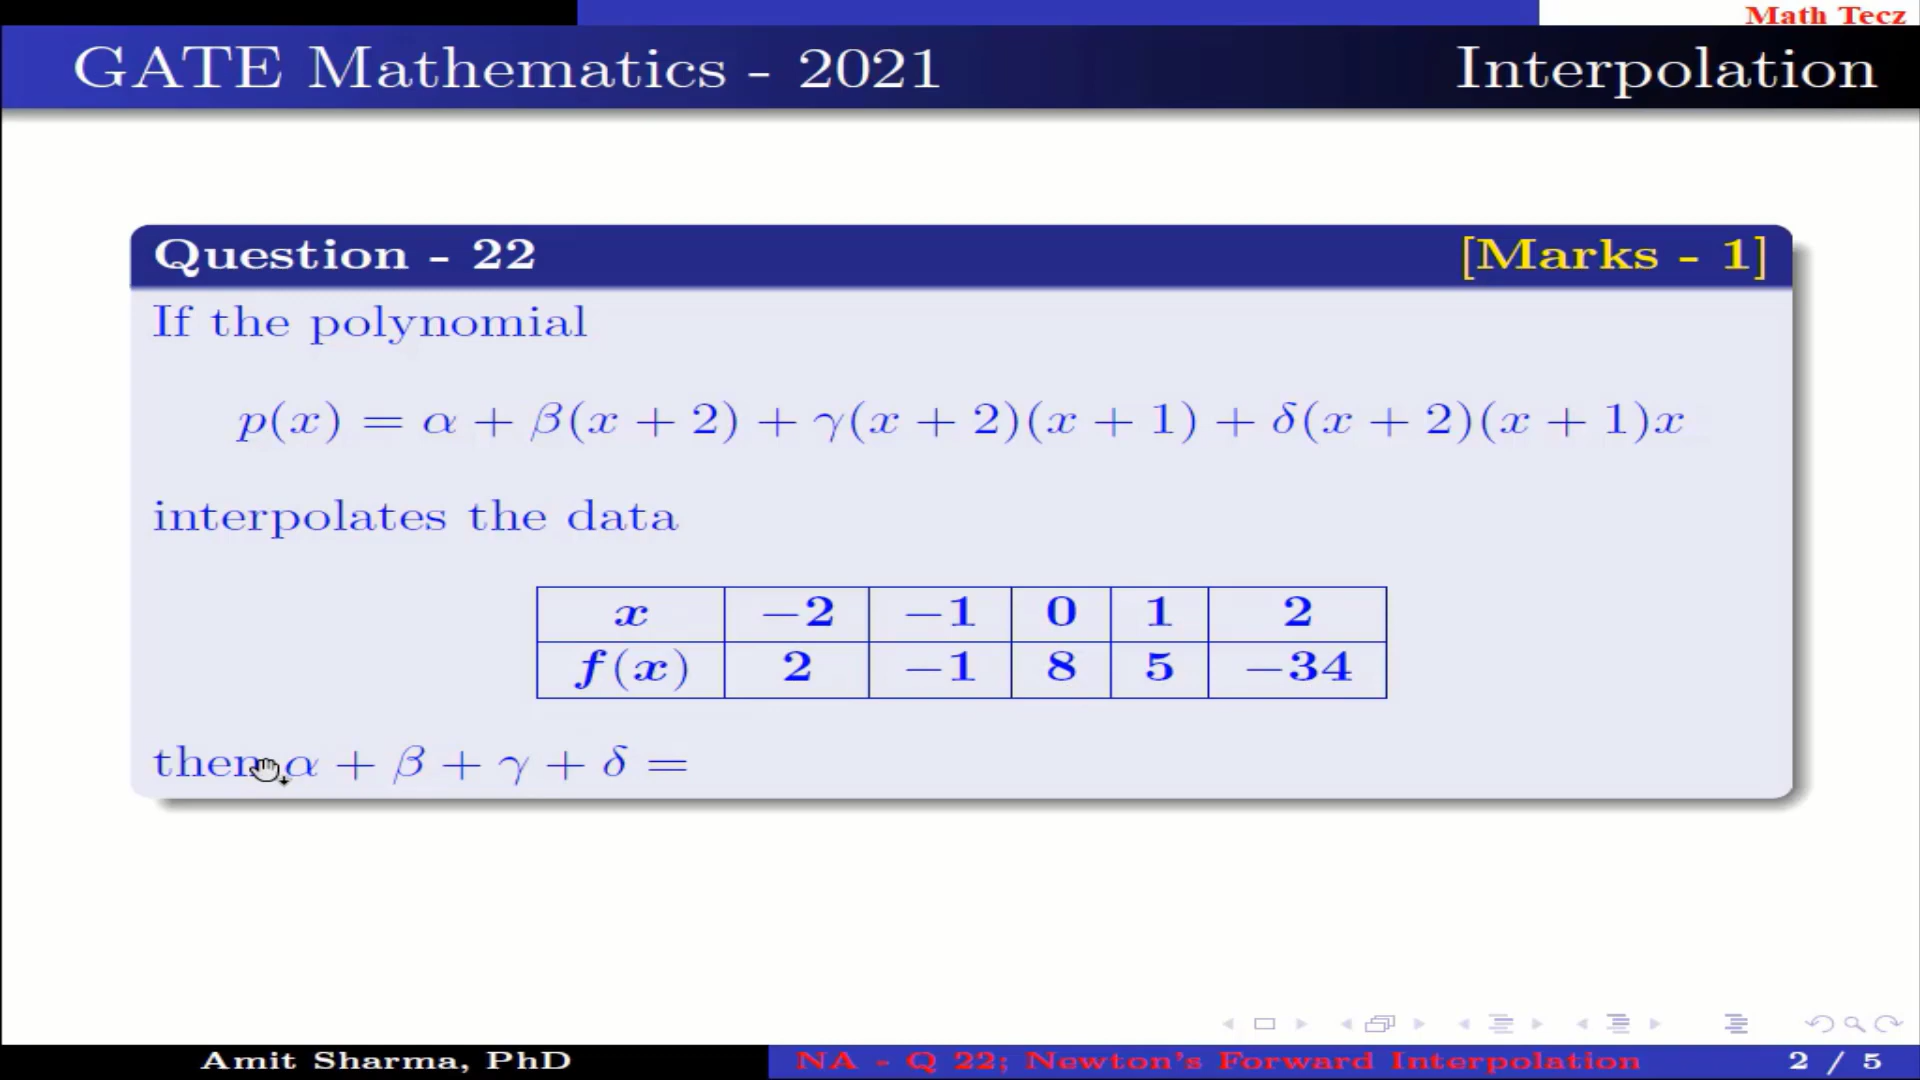 Math Tecz
GATE Mathematics - 2021 Interpolation
Question - 22 [Marks - 1]
If the polynomial
p(x) = α + β(x + 2) + γ(x + 2)(x + 1) + δ(x + 2)(x + 1)x
interpolates the data
x −2 −1 0 1 2
f(x) 2 −1 8 5 −34
then α + β + γ + δ =
Amit Sharma, PhD NA - Q 22; Newton's Forward Interpolation 2 / 5